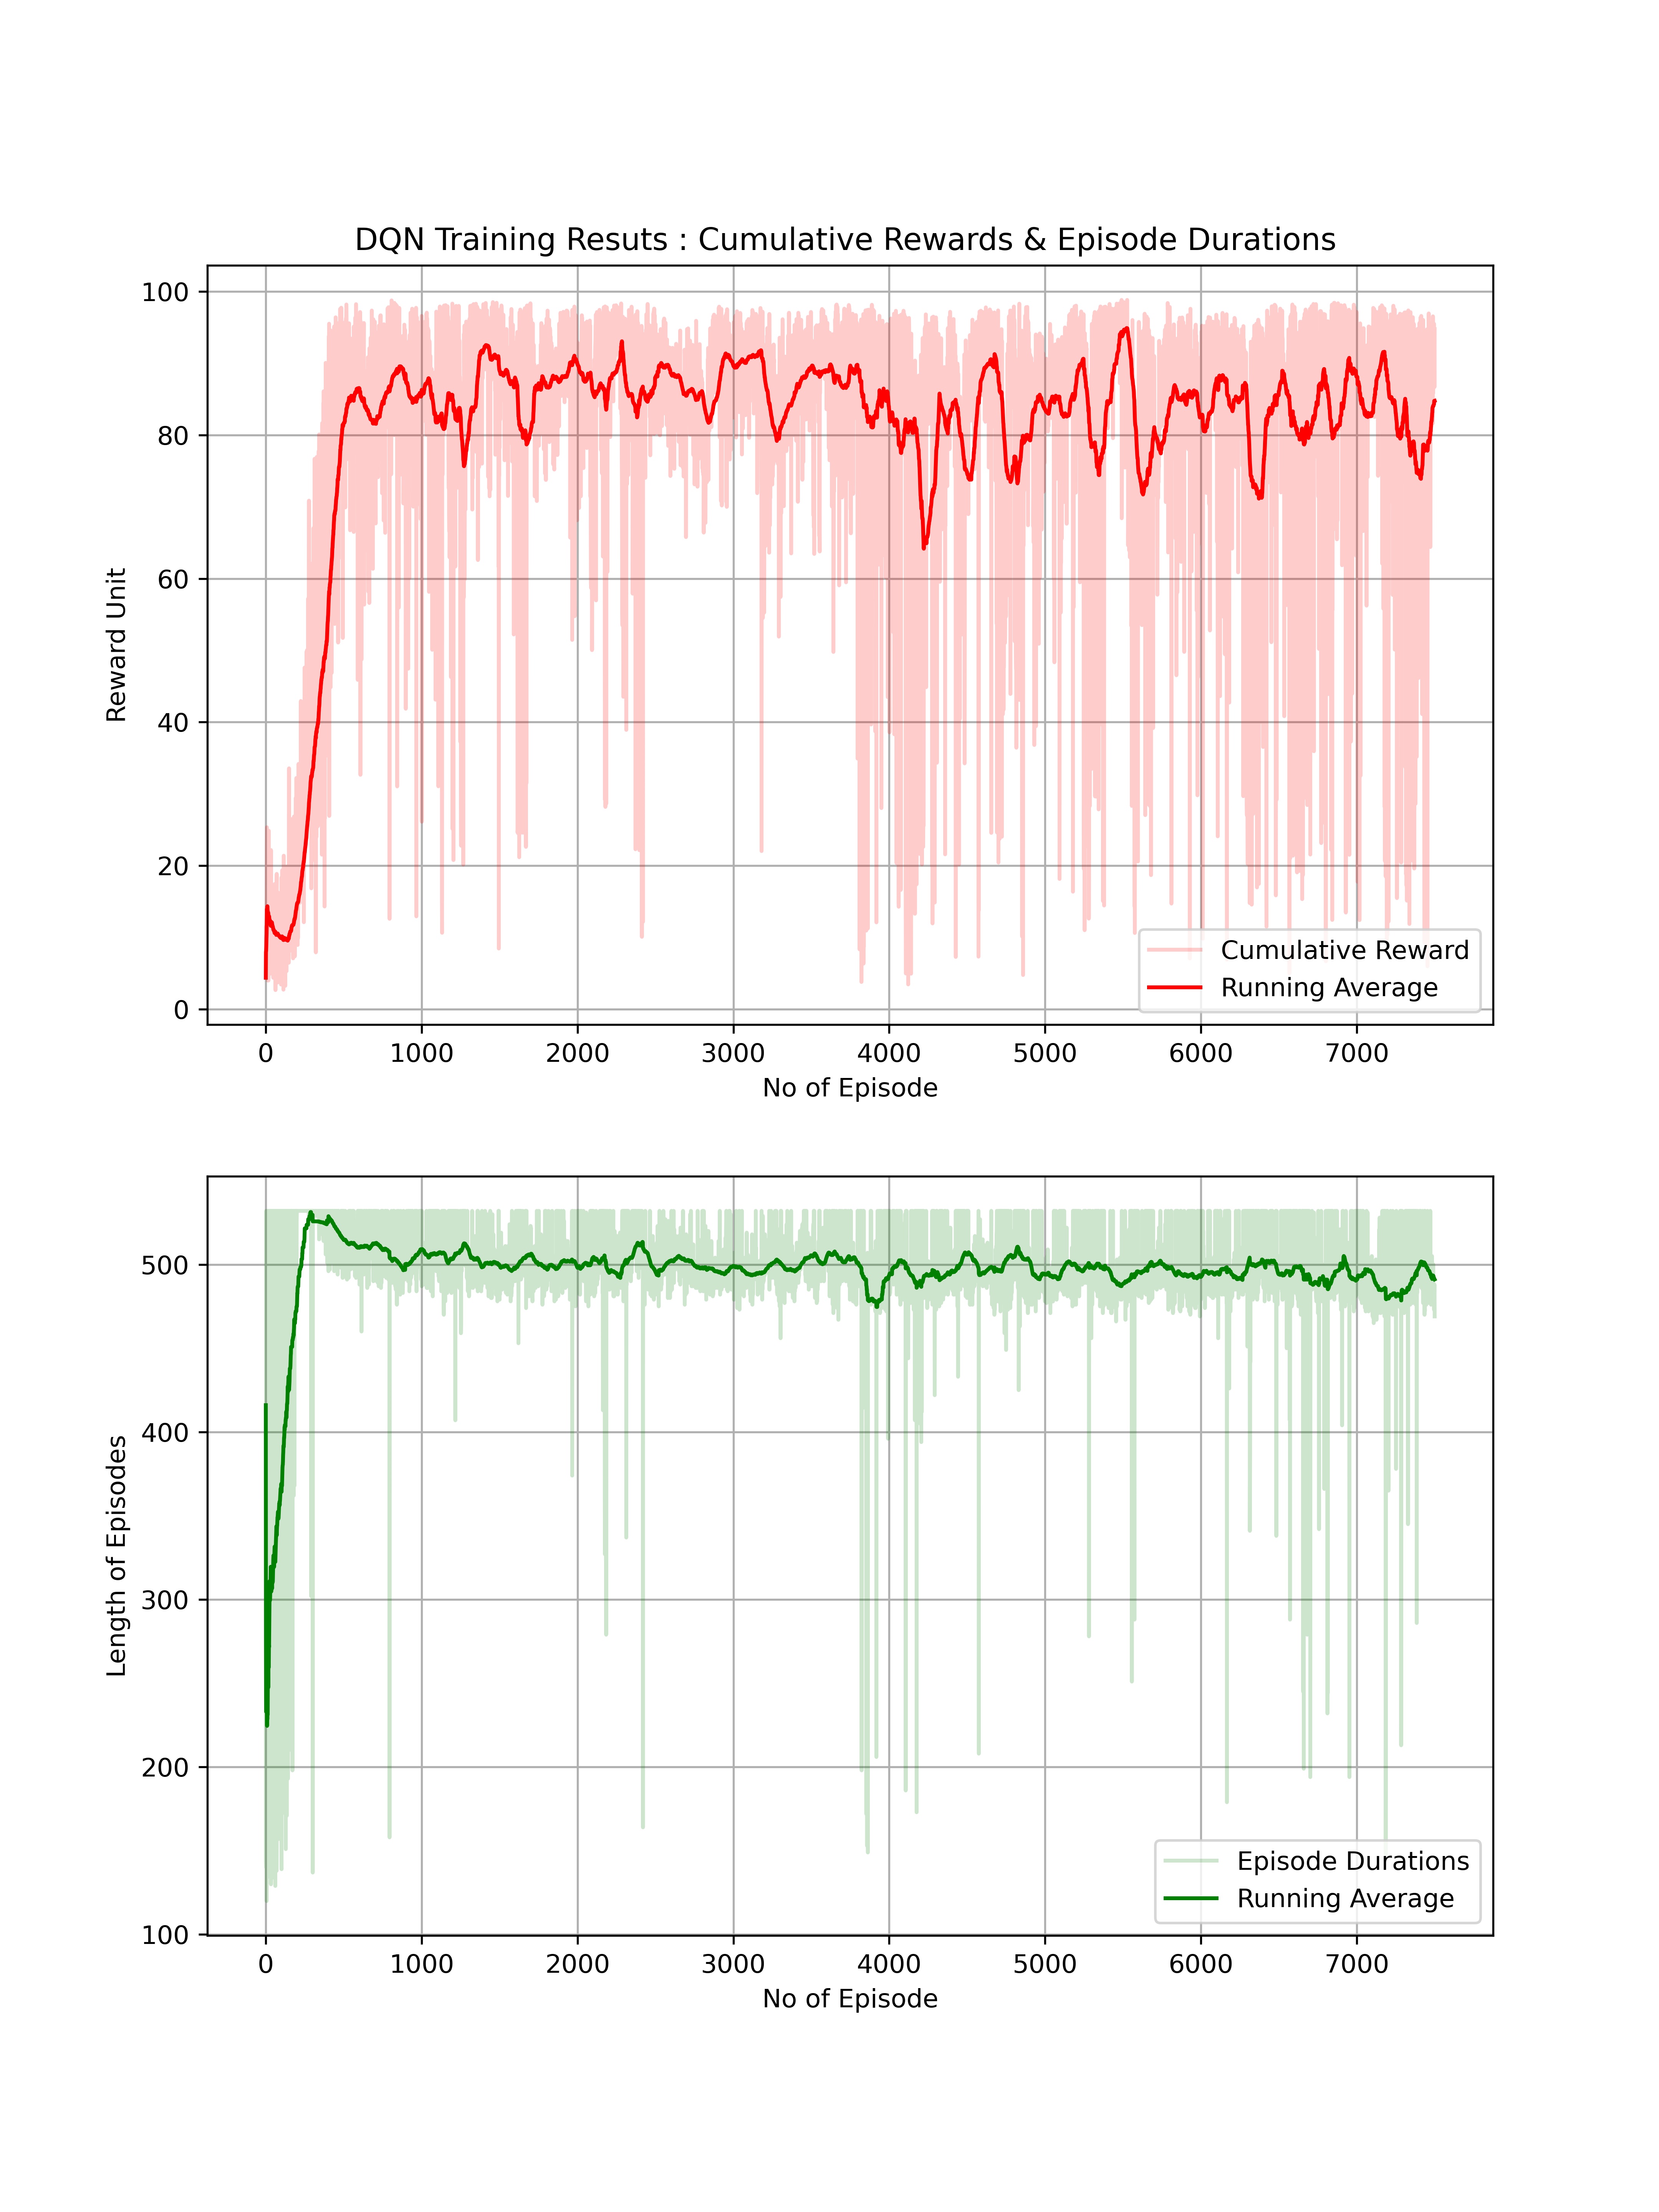 DQN Training Resuts : Cumulative Rewards & Episode Durations
100
80
60
40
20
0
Reward Unit
Cumulative Reward
Running Average
0 1000 2000 3000 4000 5000 6000 7000
No of Episode
500
400
300
200
100
Length of Episodes
Episode Durations
Running Average
0 1000 2000 3000 4000 5000 6000 7000
No of Episode